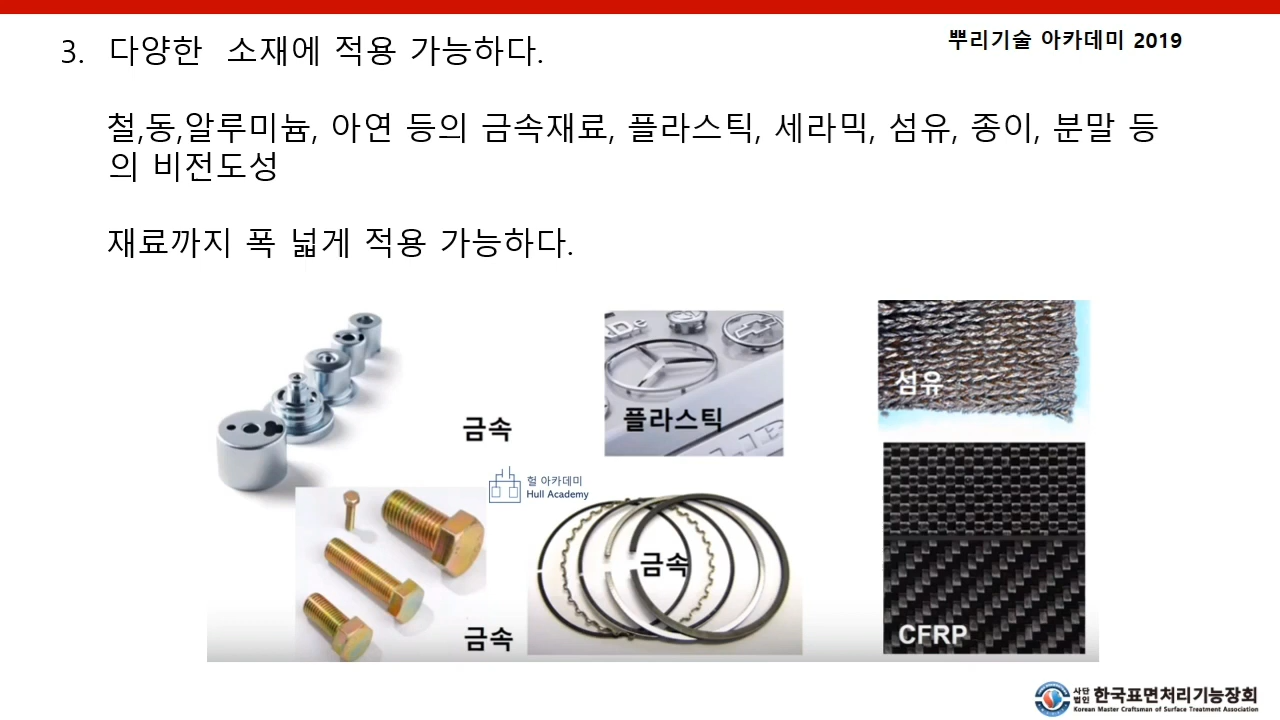 뿌리기술 아카데미 2019
3. 다양한 소재에 적용 가능하다.
철,동,알루미늄, 아연 등의 금속재료, 플라스틱, 세라믹, 섬유, 종이, 분말 등
의 비전도성
재료까지 폭 넓게 적용 가능하다.
금속
플라스틱
섬유
헐 아카데미
Hull Academy
금속
금속
CFRP
사단
법인
한국표면처리기능장회
Korean Master Craftsman of Surface Treatment Association